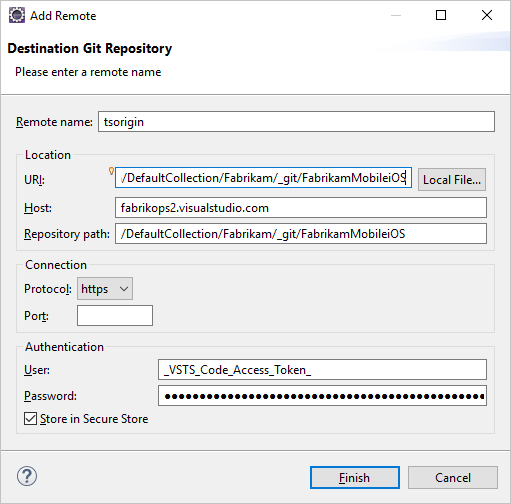 Add Remote
Destination Git Repository
Please enter a remote name
Remote name: tsorigin
Location
URI: /DefaultCollection/Fabrikam/_git/FabrikamMobileiOS Local File...
Host: fabrikops2.visualstudio.com
Repository path: /DefaultCollection/Fabrikam/_git/FabrikamMobileiOS
Connection
Protocol: https
Port:
Authentication
User: _VSTS_Code_Access_Token_
Password: ●●●●●●●●●●●●●●●●●●●●●●●●●●●●●●●●●●●●●●●●●●●●●●
Store in Secure Store
? Finish Cancel